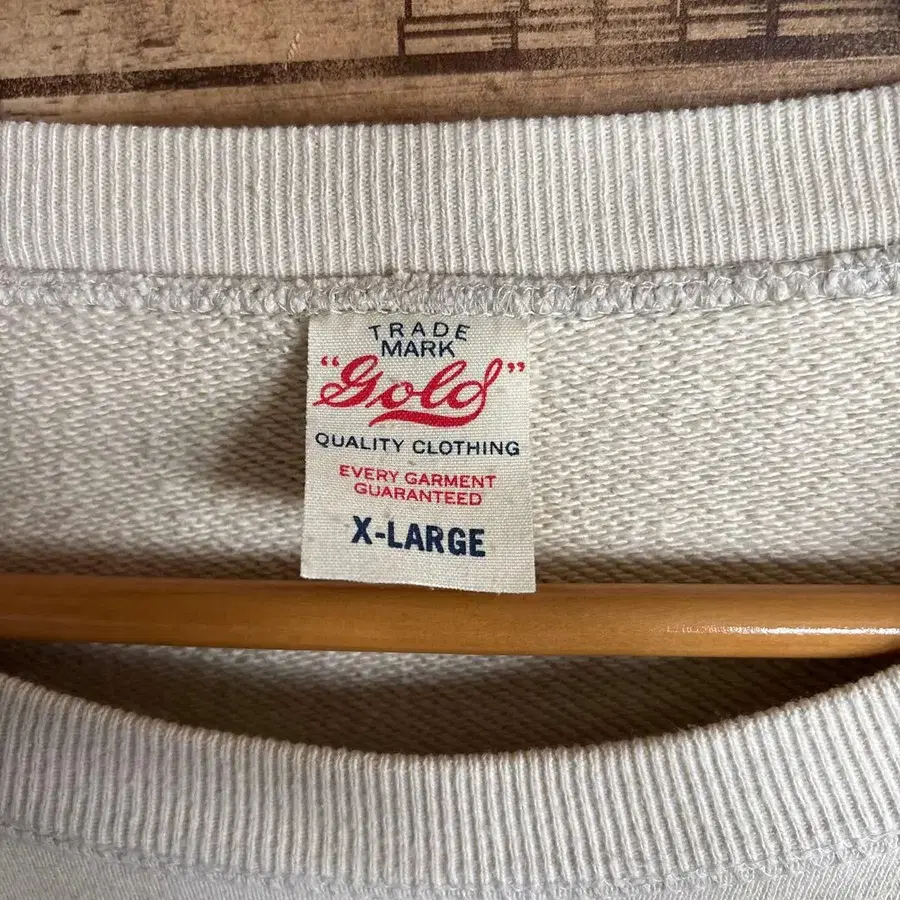 TRADE
MARK
“Gold”
QUALITY CLOTHING
EVERY GARMENT
GUARANTEED
X-LARGE